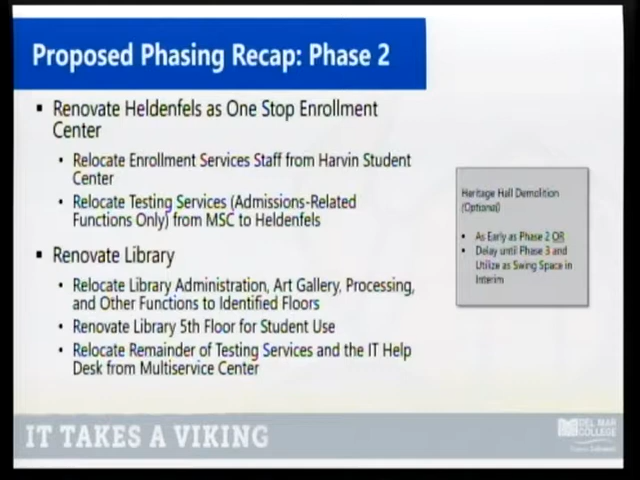 Proposed Phasing Recap: Phase 2
▪ Renovate Heldenfels as One Stop Enrollment
Center
• Relocate Enrollment Services Staff from Harvin Student
Center
• Relocate Testing Services (Admissions-Related
Functions Only) from MSC to Heldenfels
▪ Renovate Library
• Relocate Library Administration, Art Gallery, Processing,
and Other Functions to Identified Floors
• Renovate Library 5th Floor for Student Use
• Relocate Remainder of Testing Services and the IT Help
Desk from Multiservice Center
Heritage Hall Demolition
(Optional)
• As Early as Phase 2 OR
• Delay until Phase 3 and
Utilize as Swing Space in
Interim
IT TAKES A VIKING
DEL MAR
COLLEGE